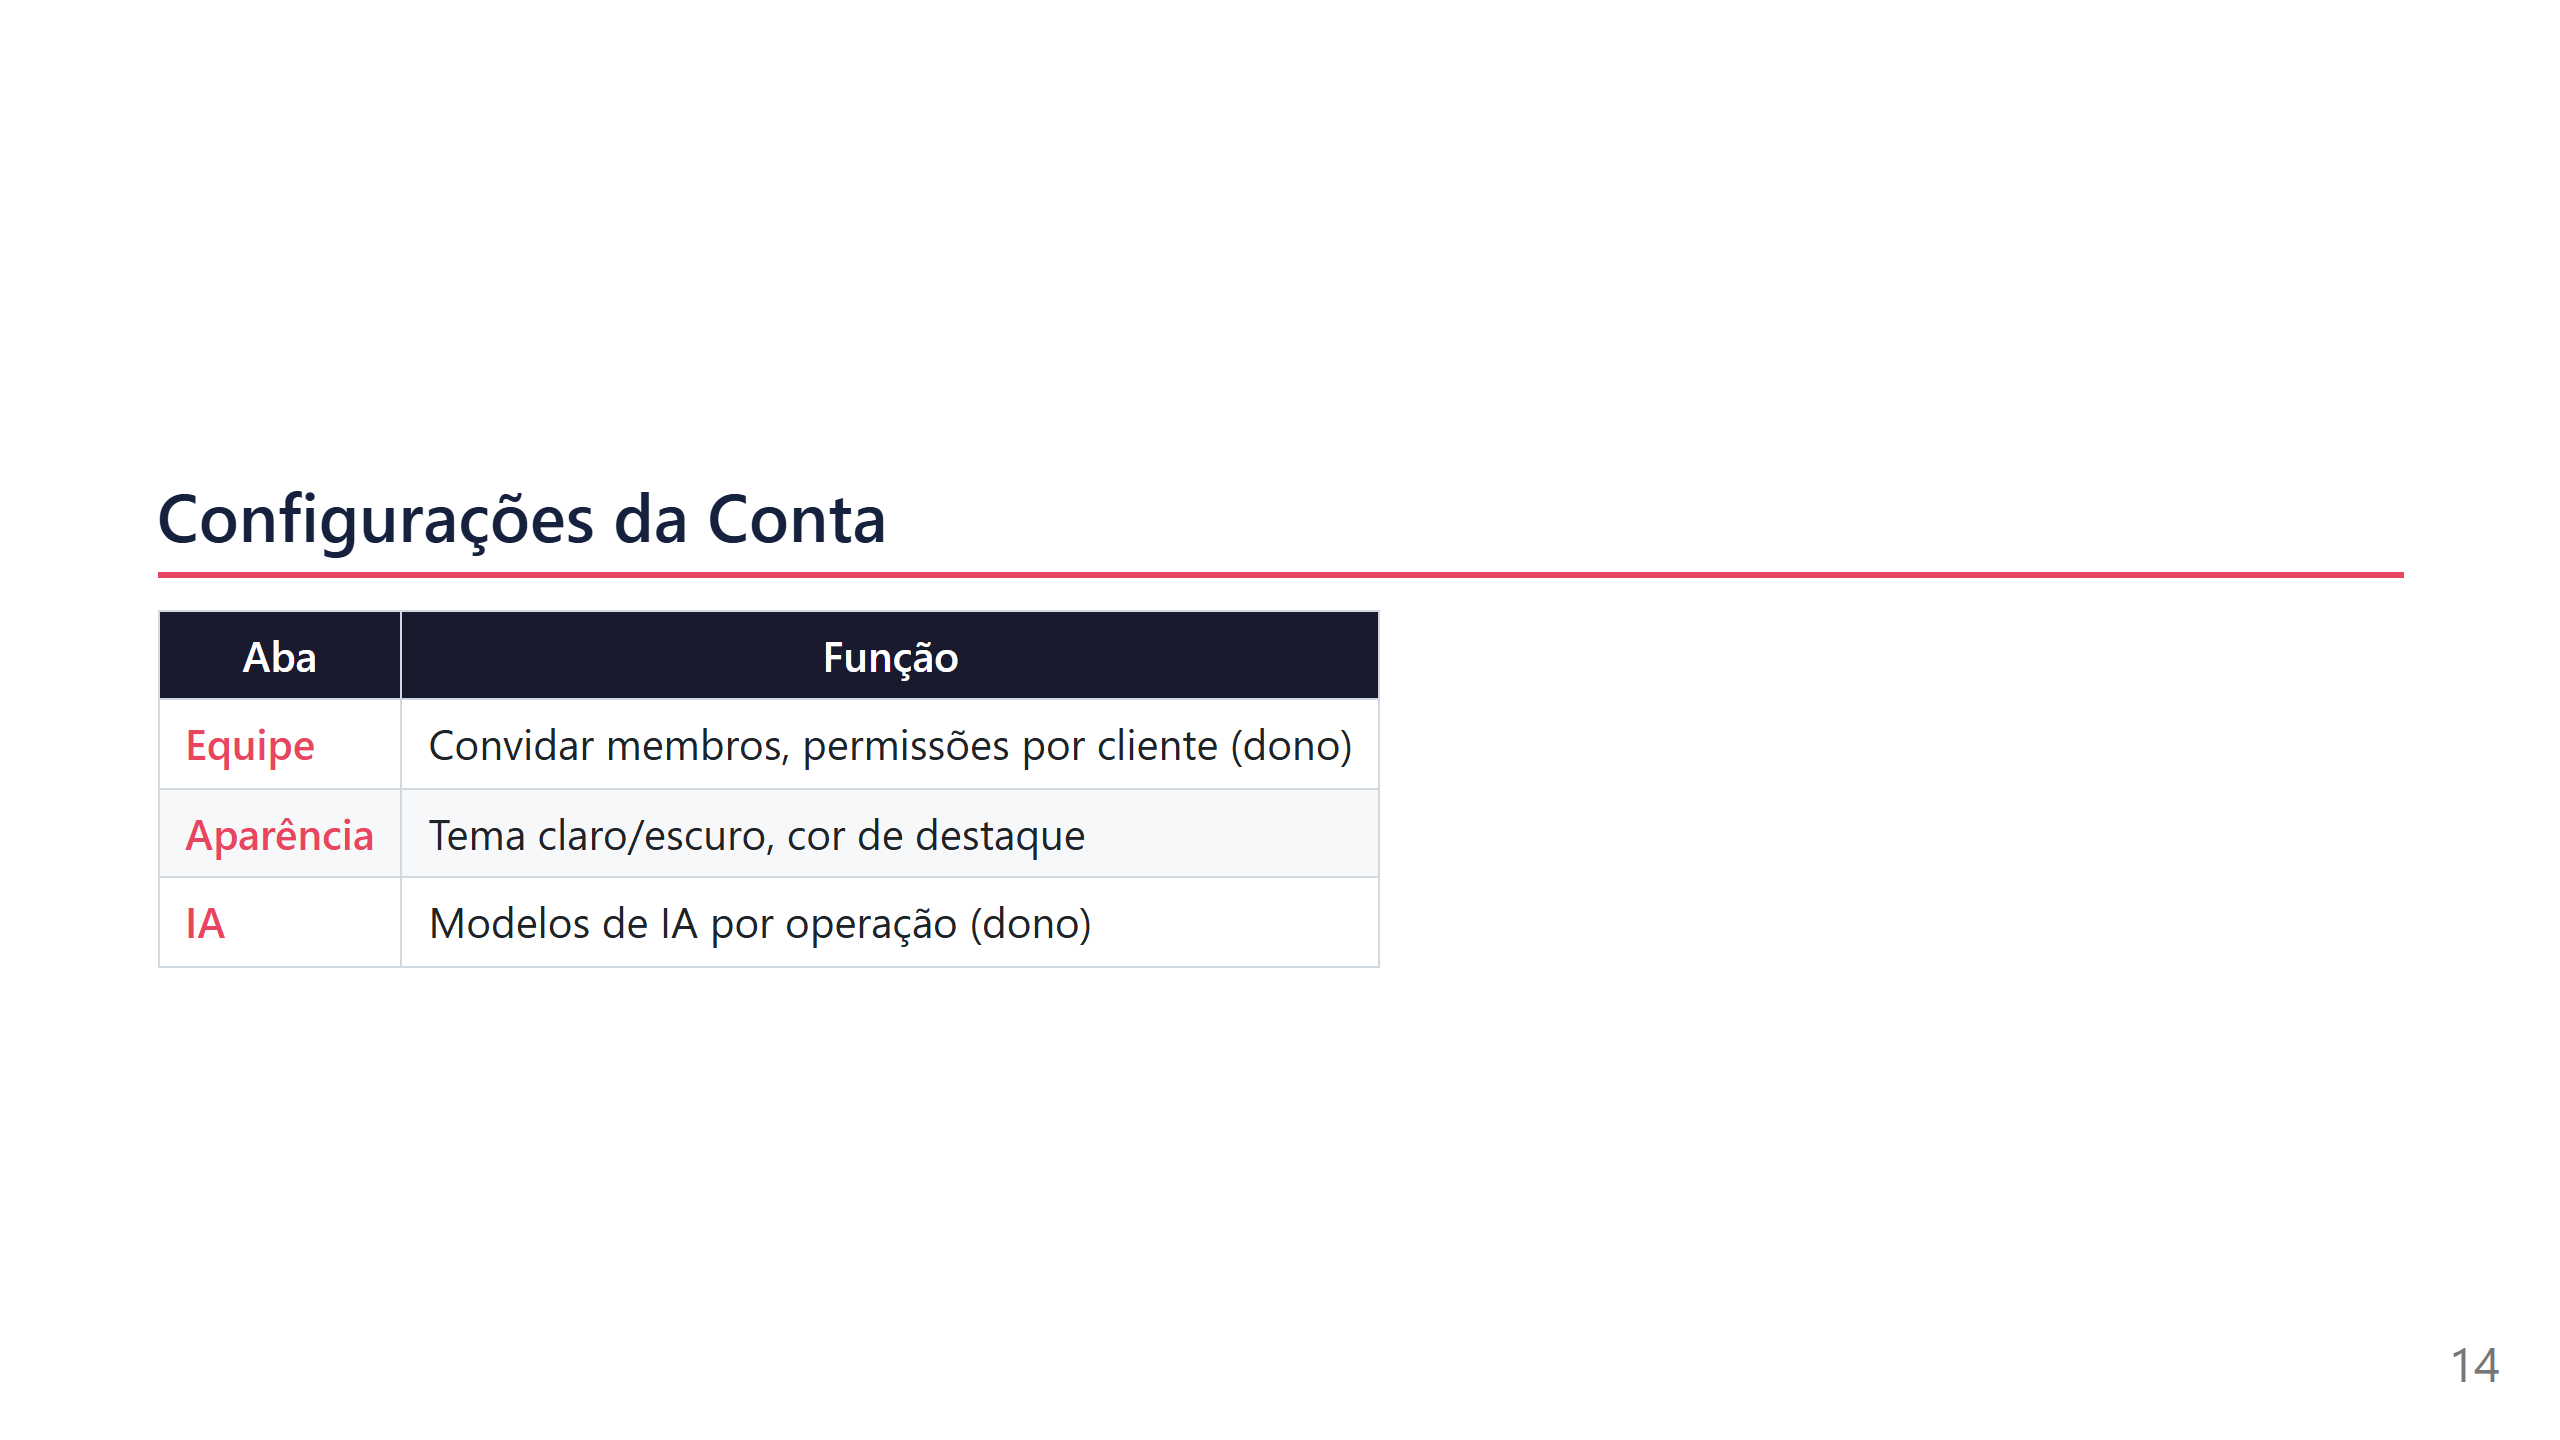 Configurações da Conta
Aba Função
Equipe Convidar membros, permissões por cliente (dono)
Aparência Tema claro/escuro, cor de destaque
IA Modelos de IA por operação (dono)
14